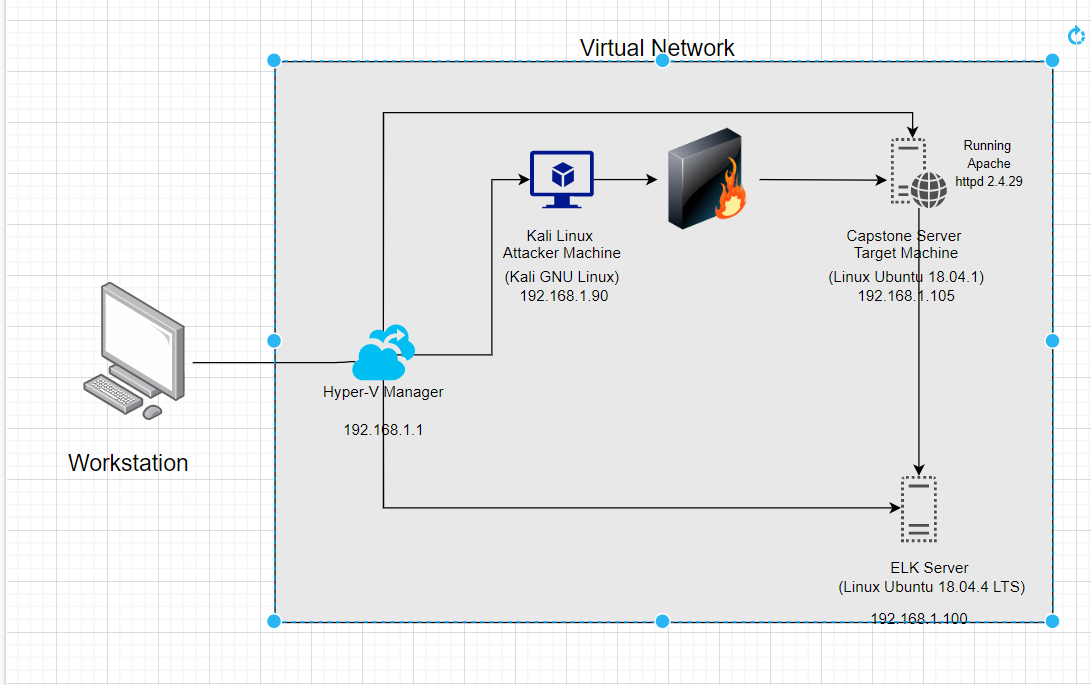 Virtual Network
Running
Apache
httpd 2.4.29
Kali Linux
Attacker Machine
(Kali GNU Linux)
192.168.1.90
Capstone Server
Target Machine
(Linux Ubuntu 18.04.1)
192.168.1.105
Hyper-V Manager
192.168.1.1
Workstation
ELK Server
(Linux Ubuntu 18.04.4 LTS)
192.168.1.100